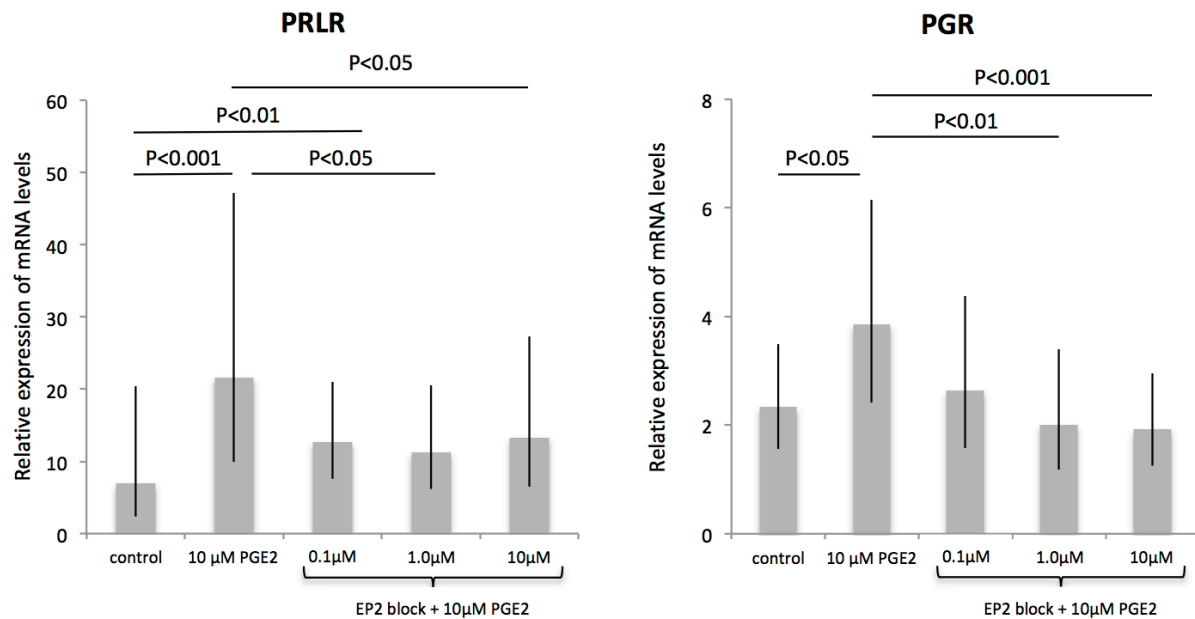 PRLR
P<0.05
P<0.01
P<0.001
P<0.05
Relative expression of mRNA levels
60
50
40
30
20
10
0
control
10 µM PGE2
0.1µM
1.0µM
10µM
EP2 block + 10µM PGE2
PGR
P<0.001
P<0.01
P<0.05
Relative expression of mRNA levels
8
6
4
2
0
control
10 µM PGE2
0.1µM
1.0µM
10µM
EP2 block + 10µM PGE2